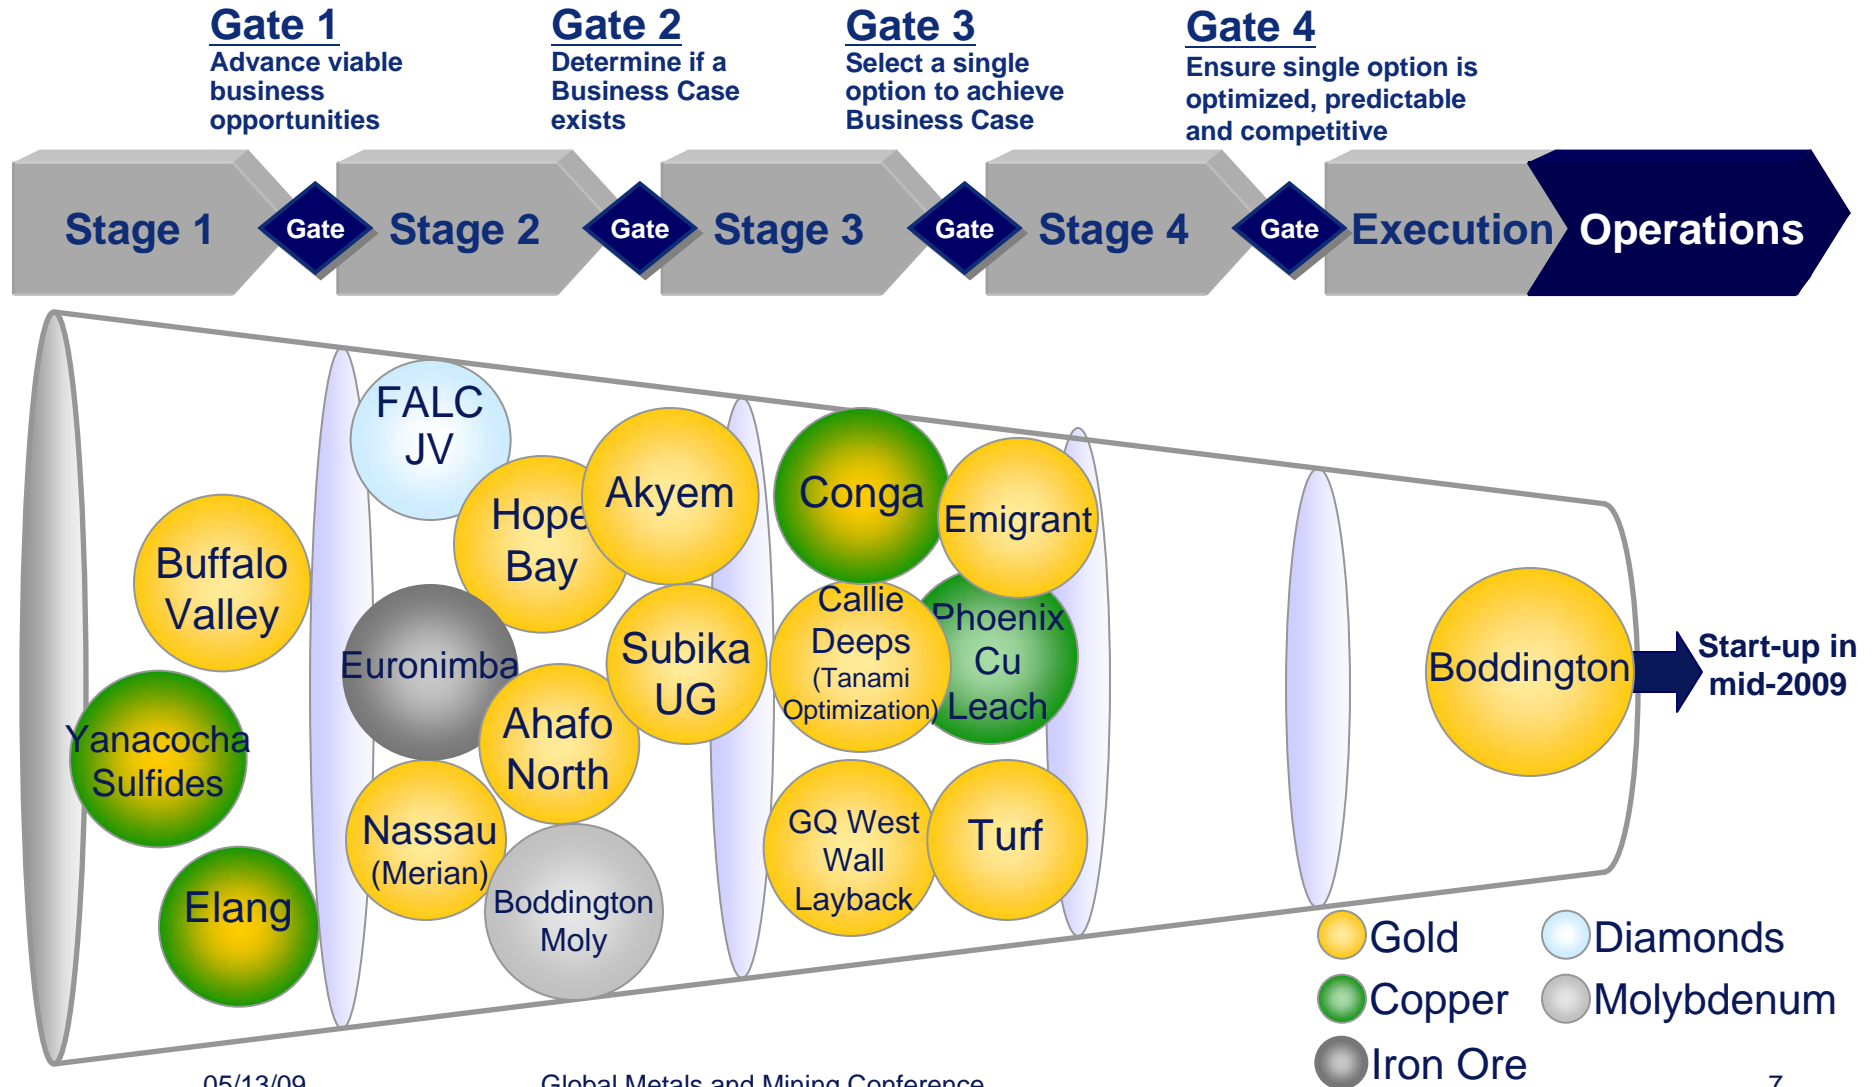 Gate 1
Advance viable
business
opportunities
Gate 2
Determine if a
Business Case
exists
Gate 3
Select a single
option to achieve
Business Case
Gate 4
Ensure single option is
optimized, predictable
and competitive
Stage 1
Gate
Stage 2
Gate
Stage 3
Gate
Stage 4
Gate
Execution
Operations
Buffalo
Valley
Yanacocha
Sulfides
Elang
FALC
JV
Hope
Bay
Akyem
Euronimba
Subika
UG
Ahafo
North
Nassau
(Merian)
Boddington
Moly
Conga
Emigrant
Callie
Deeps
(Tanami
Optimization)
Phoenix
Cu
Leach
GQ West
Wall
Layback
Turf
Boddington
Start-up in
mid-2009
Gold
Diamonds
Copper
Molybdenum
Iron Ore
05/13/09
Global Metals and Mining Conference
7